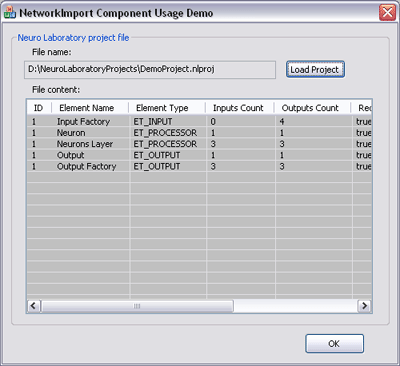 NetworkImport Component Usage Demo
Neuro Laboratory project file
File name:
D:\NeuroLaboratoryProjects\DemoProject.nlproj Load Project
File content:
ID Element Name Element Type Inputs Count Outputs Count Rec
1 Input Factory ET_INPUT 0 4 true
1 Neuron ET_PROCESSOR 1 1 true
1 Neurons Layer ET_PROCESSOR 3 3 true
1 Output ET_OUTPUT 1 1 true
1 Output Factory ET_OUTPUT 3 3 true
OK